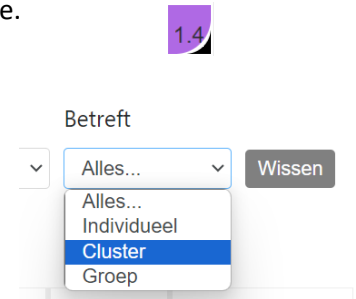 e.
1.4
Betreft
Alles... Wissen
Alles...
Individueel
Cluster
Groep